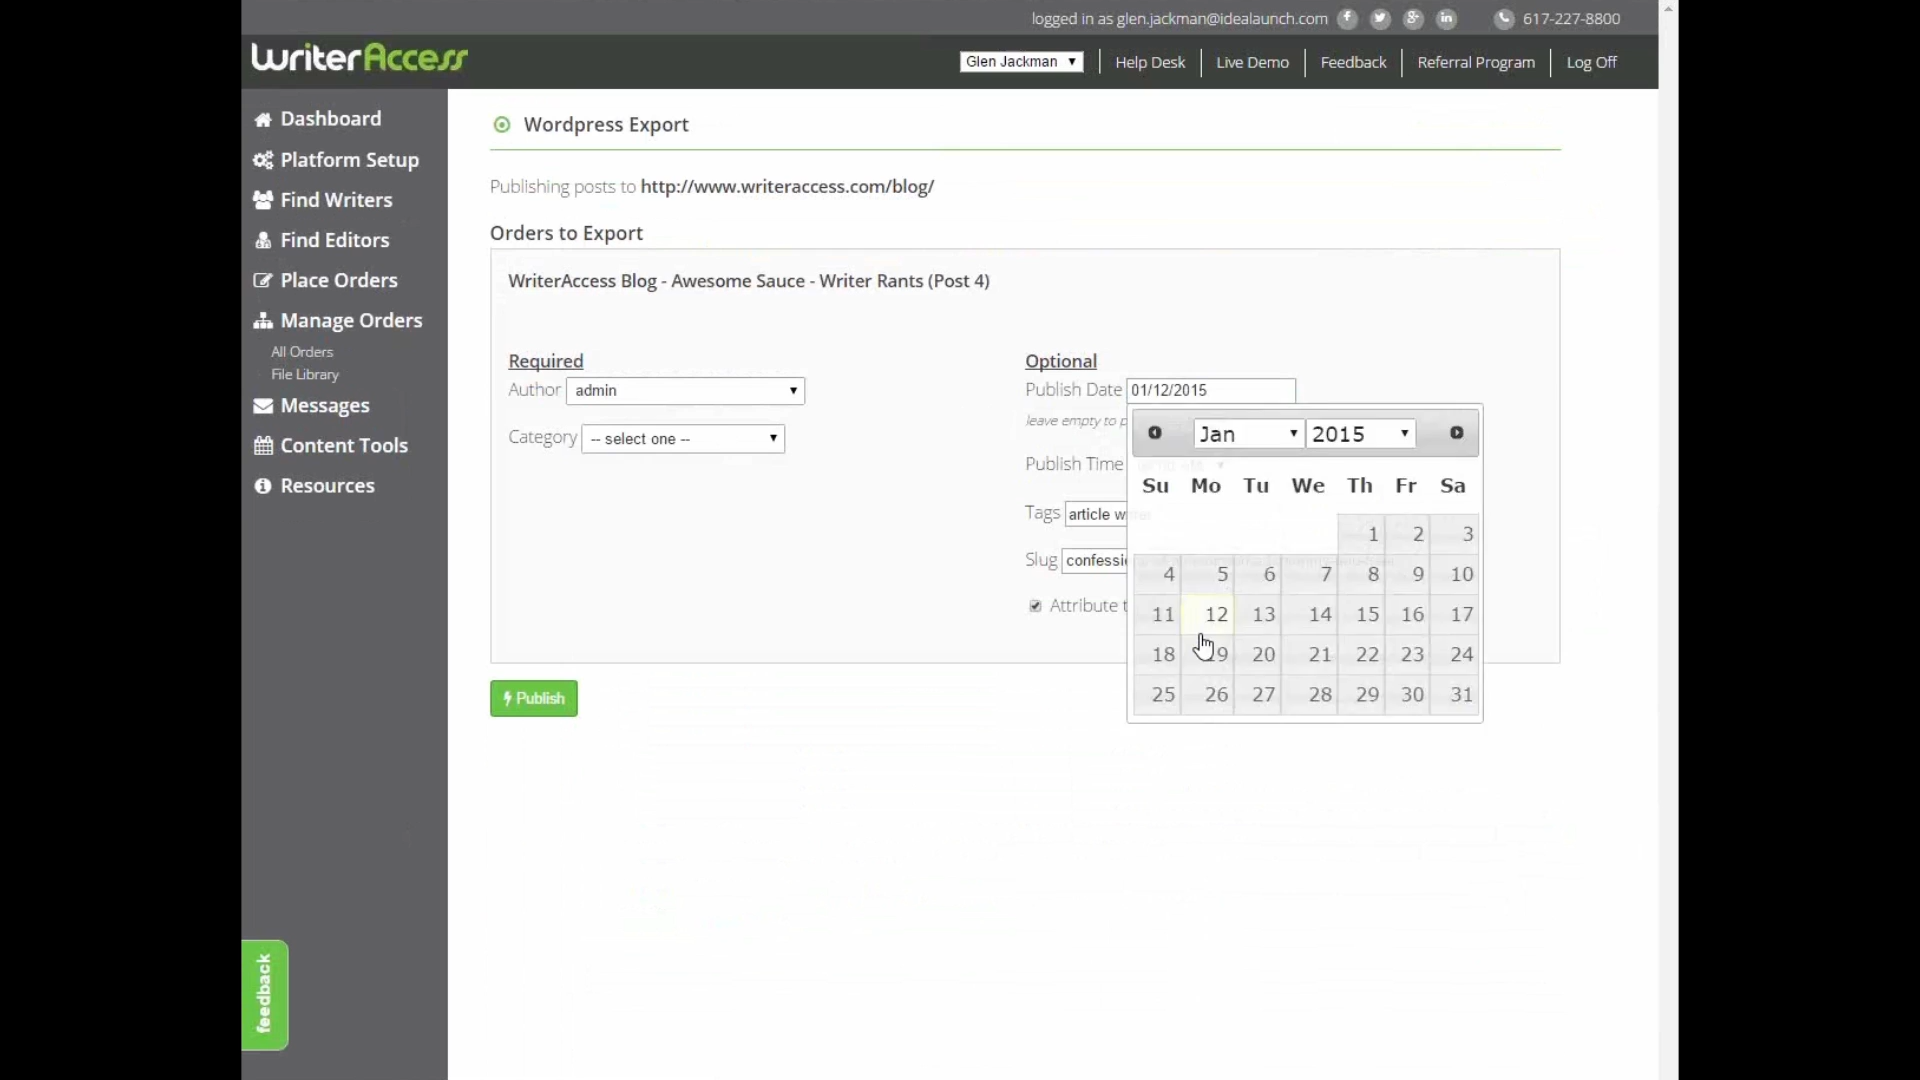 logged in as glen.jackman@idealaunch.com 617-227-8800
WriterAccess
Glen Jackman Help Desk Live Demo Feedback Referral Program Log Off
Dashboard
Platform Setup
Find Writers
Find Editors
Place Orders
Manage Orders
All Orders
File Library
Messages
Content Tools
Resources
Wordpress Export
Publishing posts to http://www.writeraccess.com/blog/
Orders to Export
WriterAccess Blog - Awesome Sauce - Writer Rants (Post 4)
Required
Author admin
Category -- select one --
Optional
Publish Date 01/12/2015
leave empty to p
Publish Time
Tags article w
Slug confessi
Attribute t
Jan 2015
Su Mo Tu We Th Fr Sa
1 2 3
4 5 6 7 8 9 10
11 12 13 14 15 16 17
18 19 20 21 22 23 24
25 26 27 28 29 30 31
Publish
feedback